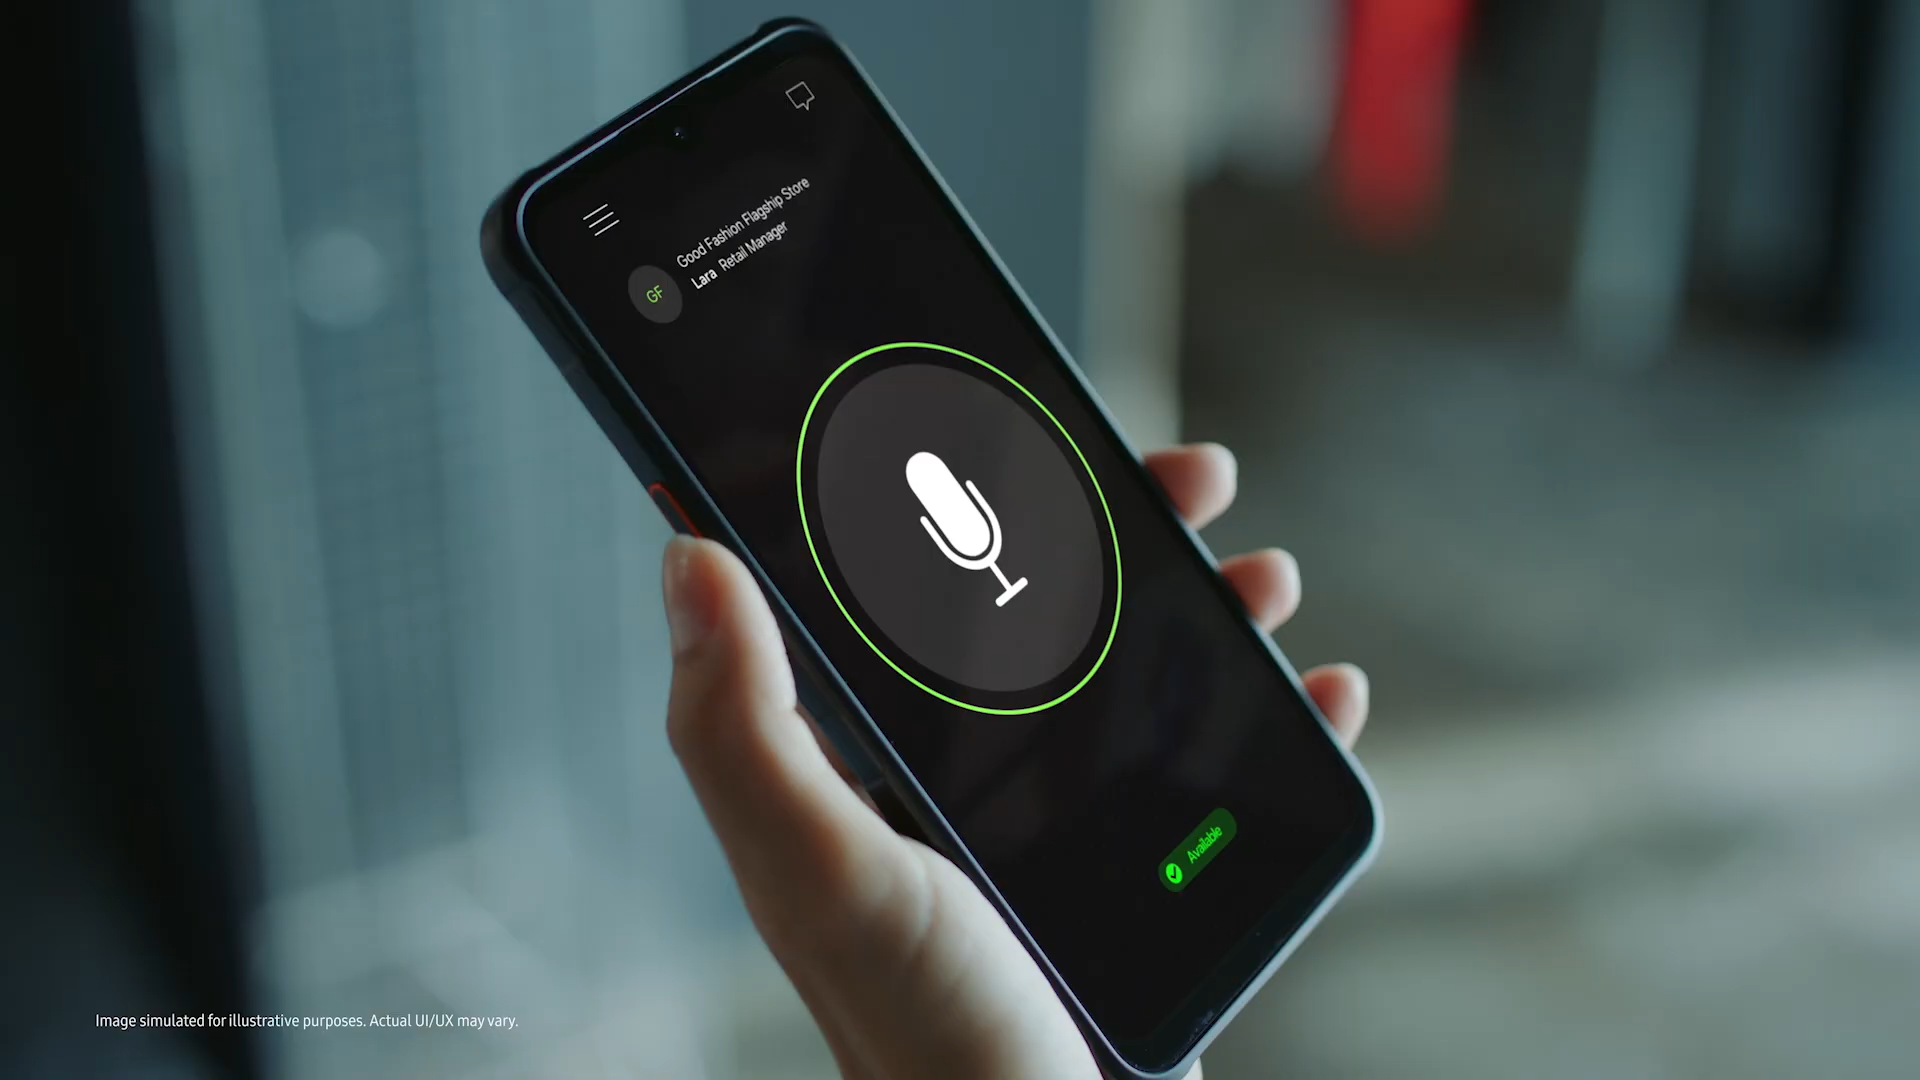 Good Fashion Flagship Store
Lara Retail Manager
GF
Available
Image simulated for illustrative purposes. Actual UI/UX may vary.